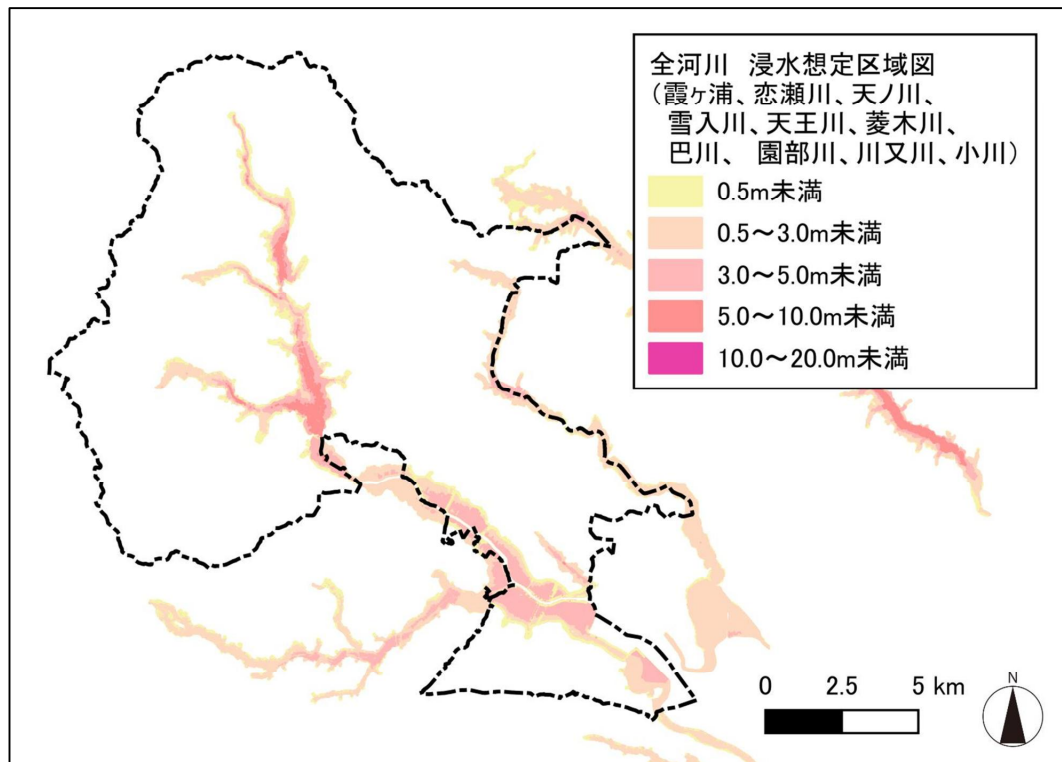 全河川 浸水想定区域図
（霞ヶ浦、恋瀬川、天ノ川、
雪入川、天王川、菱木川、
巴川、 園部川、川又川、小川）
0.5m未満
0.5～3.0m未満
3.0～5.0m未満
5.0～10.0m未満
10.0～20.0m未満
0 2.5 5 km
N